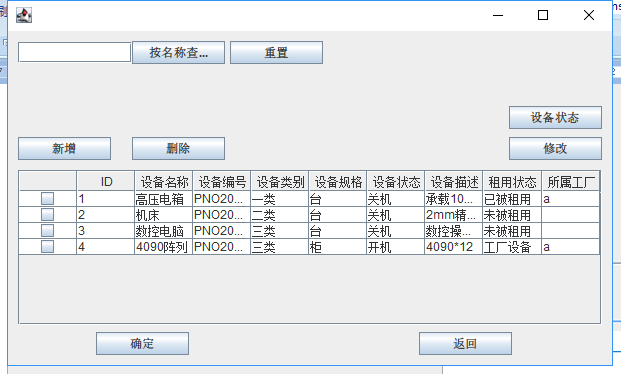 按名称查... 重置
设备状态
新增 删除 修改
ID 设备名称 设备编号 设备类别 设备规格 设备状态 设备描述 租用状态 所属工厂
1 高压电箱 PNO20... 一类 台 关机 承载10... 已被租用 a
2 机床 PNO20... 二类 台 关机 2mm精... 未被租用
3 数控电脑 PNO20... 三类 台 关机 数控操... 未被租用
4 4090阵列 PNO20... 三类 柜 开机 4090*12 工厂设备 a
确定 返回